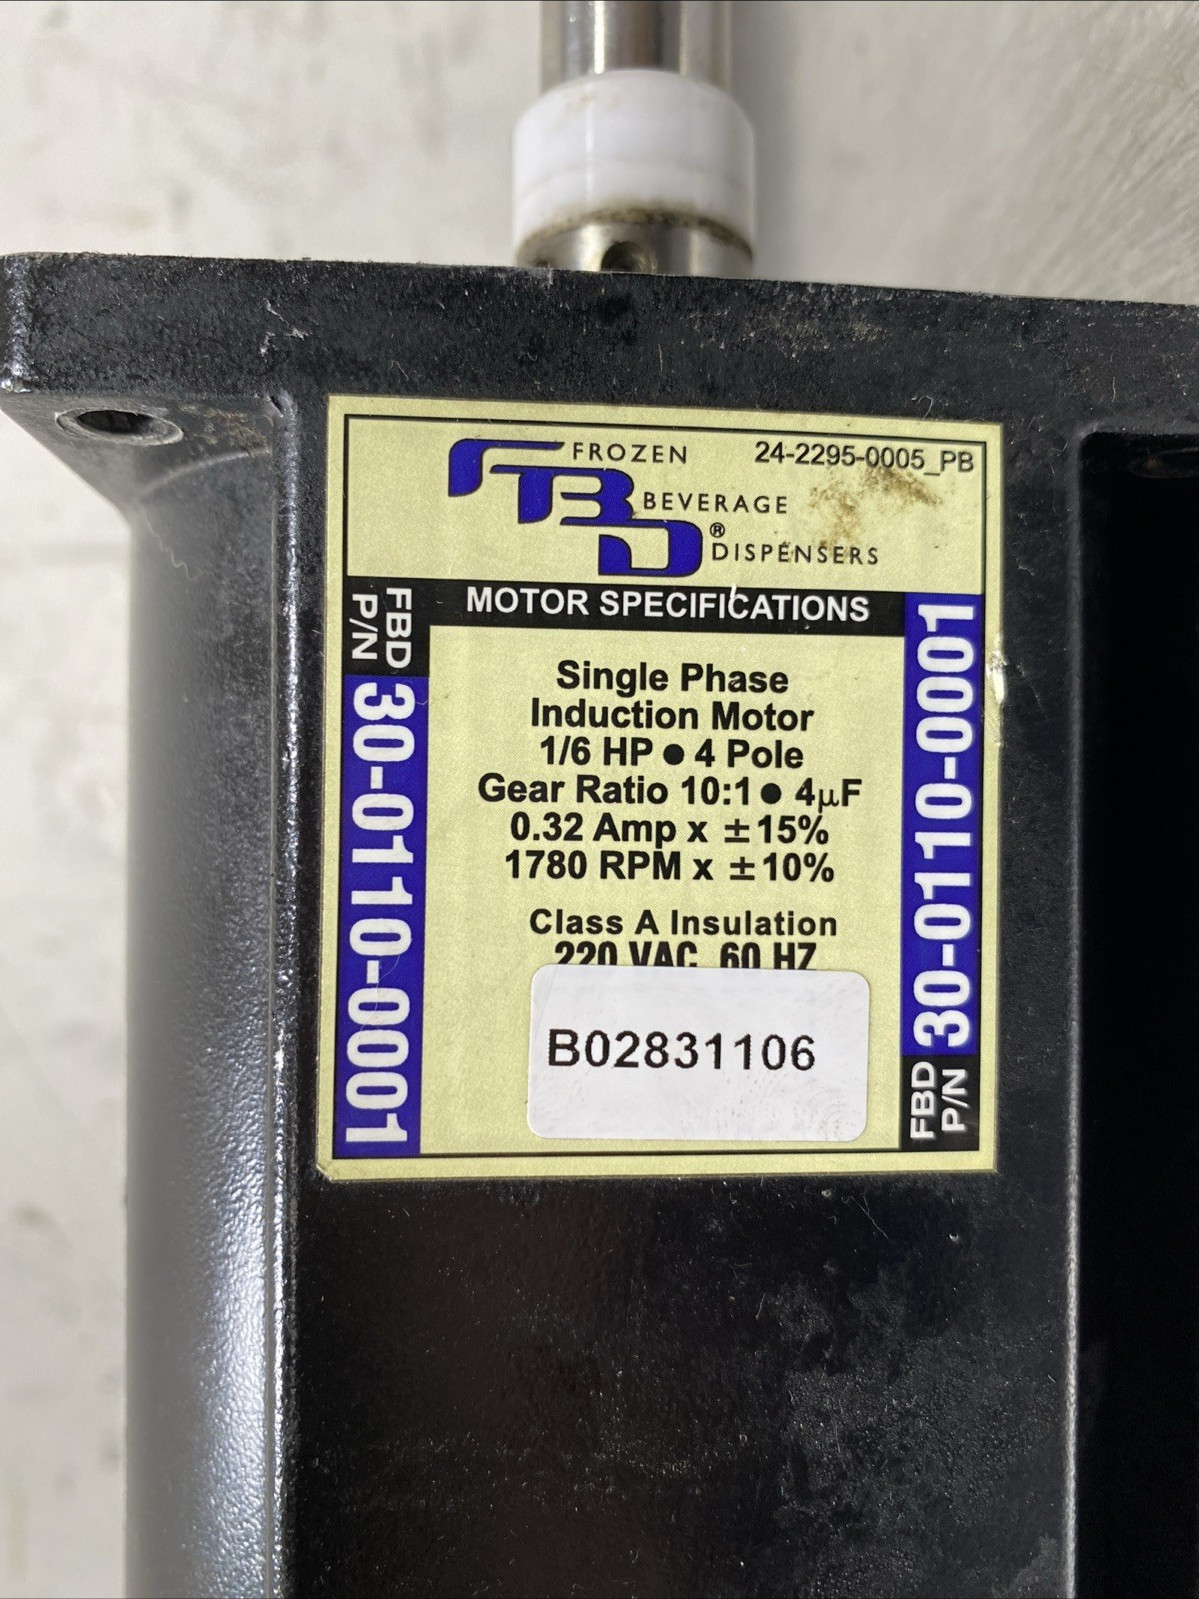 FBD
FROZEN
BEVERAGE
DISPENSERS
®
24-2295-0005_PB
MOTOR SPECIFICATIONS
FBD
P/N 30-0110-0001
Single Phase
Induction Motor
1/6 HP ● 4 Pole
Gear Ratio 10:1 ● 4µF
0.32 Amp x ±15%
1780 RPM x ±10%
Class A Insulation
220 VAC 60 HZ
B02831106
FBD
P/N 30-0110-0001